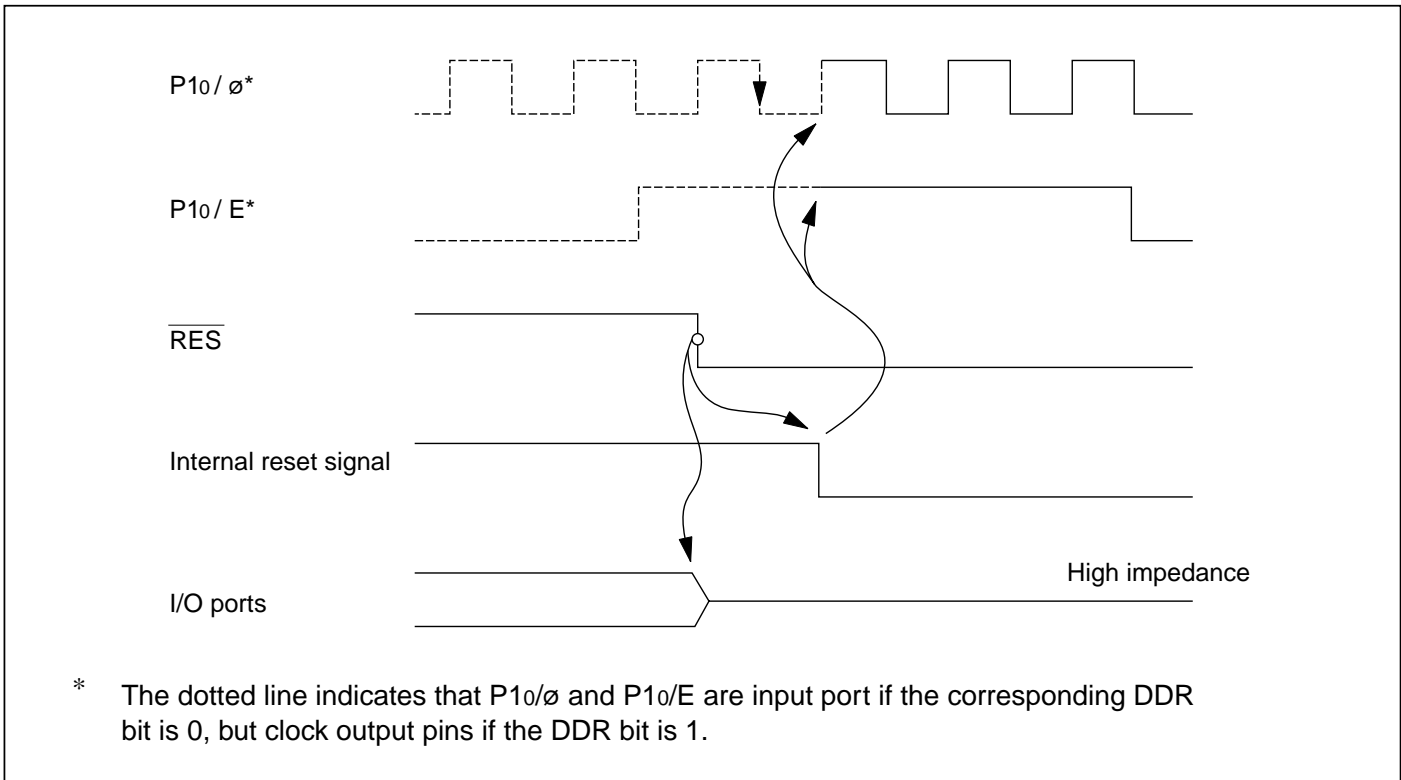 P10 / ø*
P10 / E*
RES
Internal reset signal
High impedance
I/O ports
* The dotted line indicates that P10/ø and P10/E are input port if the corresponding DDR
bit is 0, but clock output pins if the DDR bit is 1.